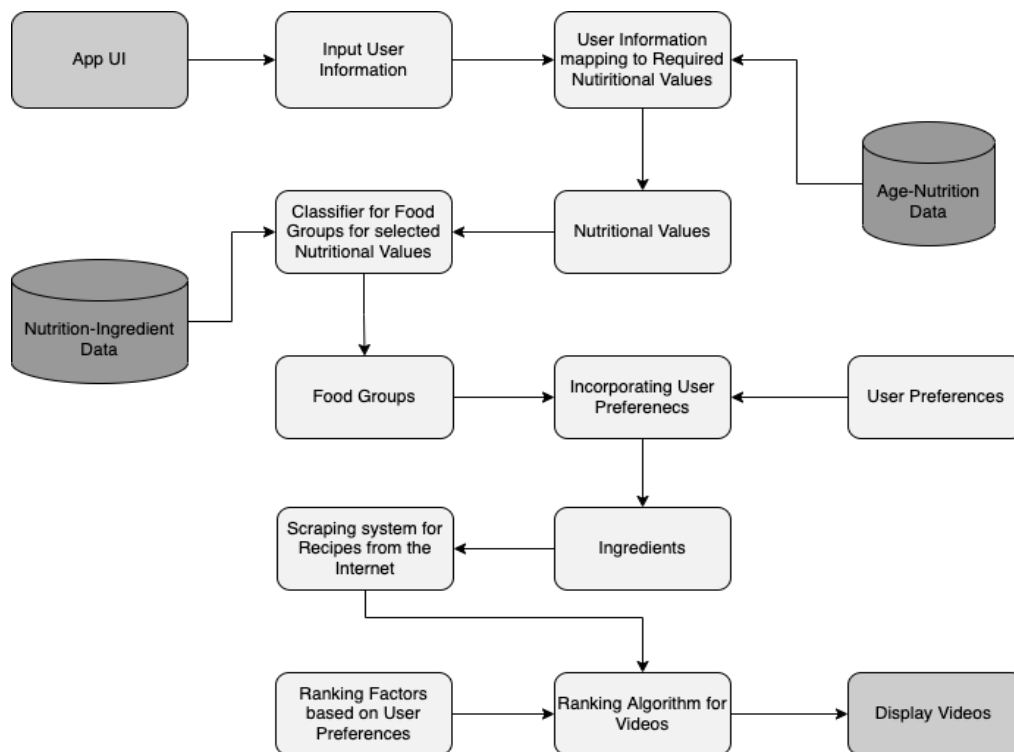 App UI
Input User
Information
User Information
mapping to Required
Nutiritional Values
Age-Nutrition
Data
Classifier for Food
Groups for selected
Nutritional Values
Nutritional Values
Nutrition-Ingredient
Data
Food Groups
Incorporating User
Preferenecs
User Preferences
Scraping system for
Recipes from the
Internet
Ingredients
Ranking Factors
based on User
Preferences
Ranking Algorithm for
Videos
Display Videos